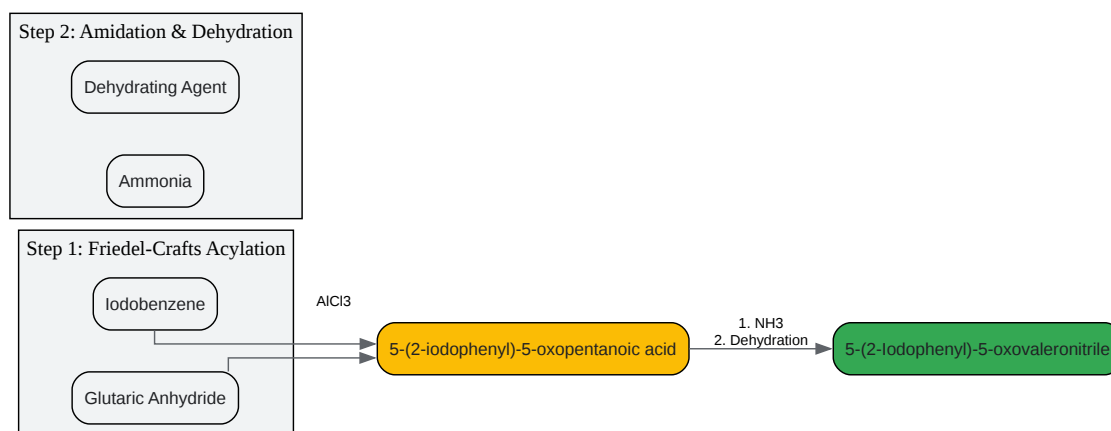 Step 2: Amidation & Dehydration
Dehydrating Agent
Ammonia
Step 1: Friedel-Crafts Acylation
Iodobenzene
Glutaric Anhydride
AlCl3
5-(2-iodophenyl)-5-oxopentanoic acid
1. NH3
2. Dehydration
5-(2-Iodophenyl)-5-oxovaleronitrile